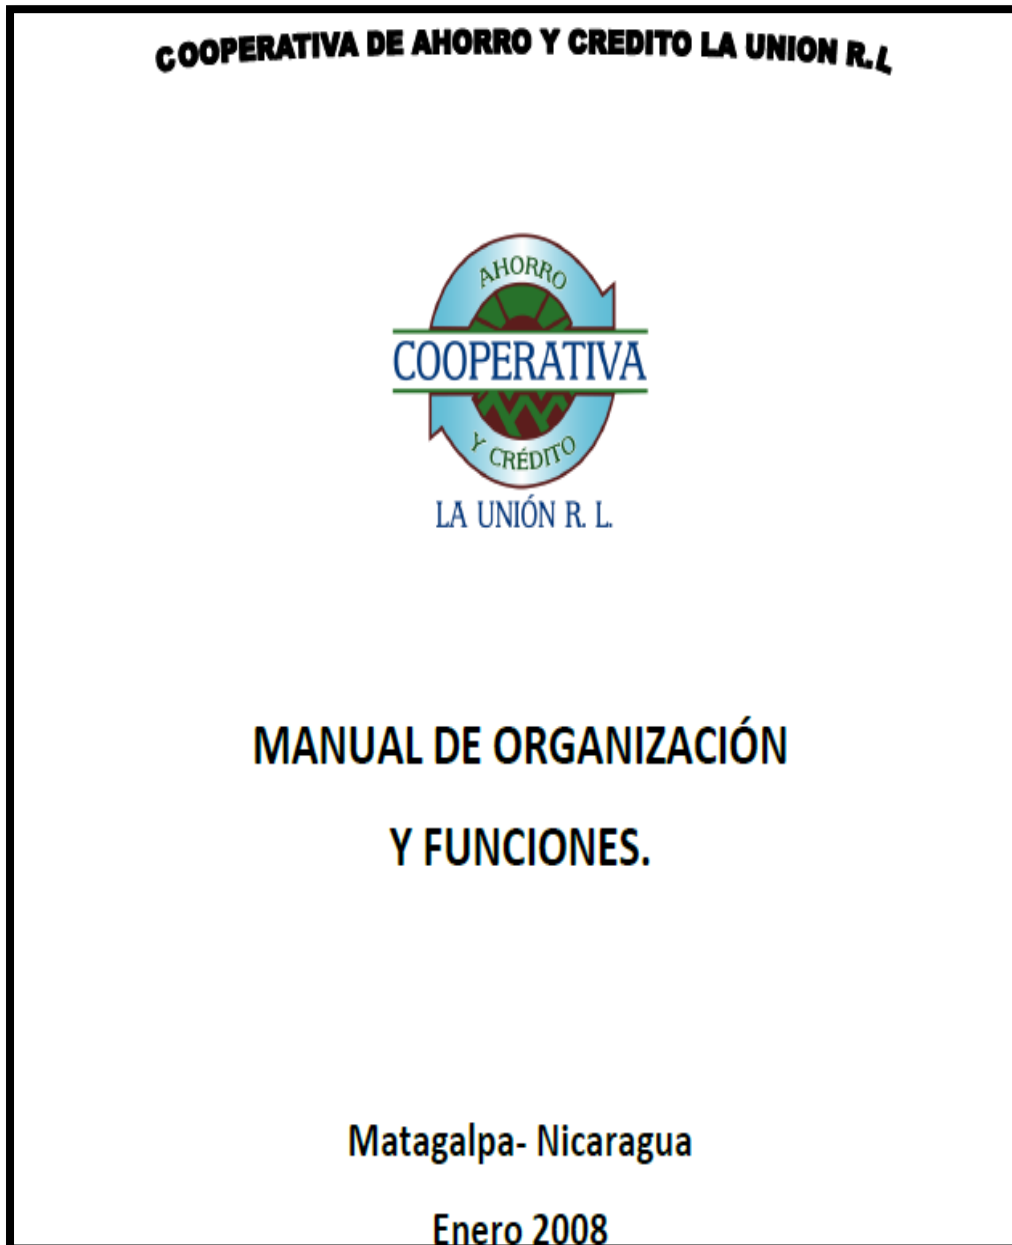 COOPERATIVA DE AHORRO Y CREDITO LA UNION R.L
AHORRO
COOPERATIVA
Y CRÉDITO
LA UNIÓN R. L.
MANUAL DE ORGANIZACIÓN
Y FUNCIONES.
Matagalpa- Nicaragua
Enero 2008